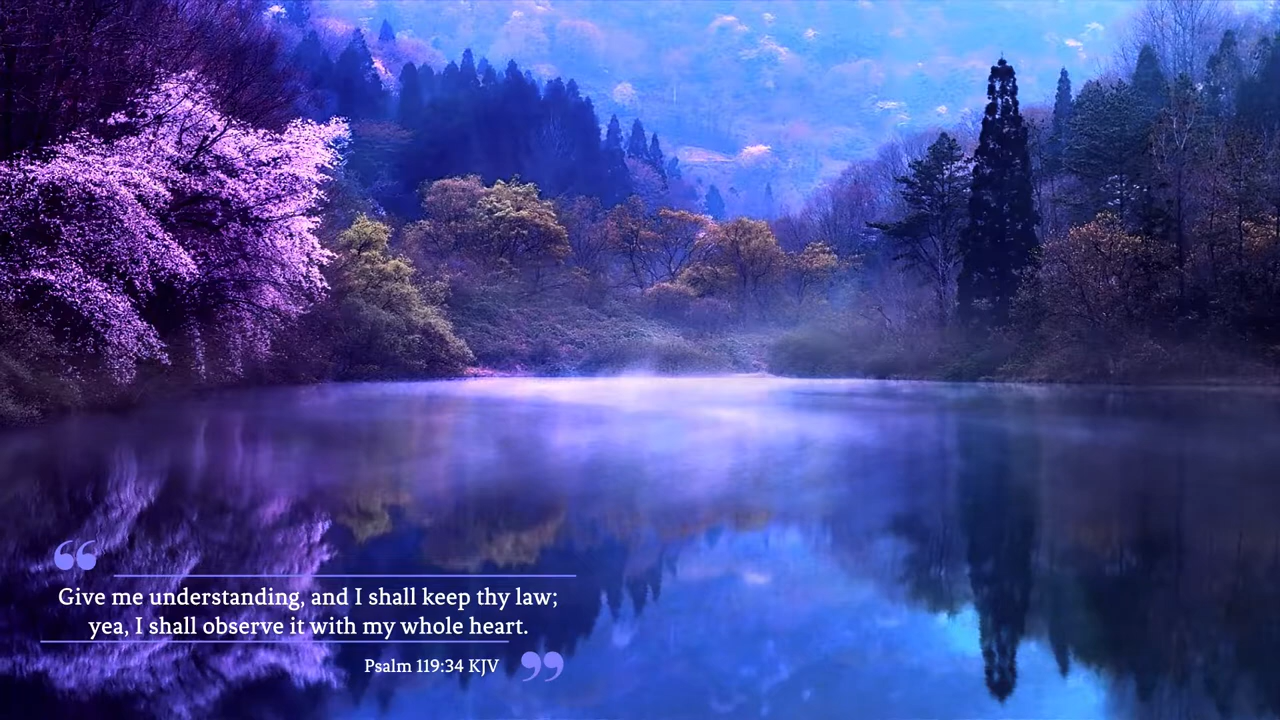 “
Give me understanding, and I shall keep thy law;
yea, I shall observe it with my whole heart.
Psalm 119:34 KJV ”